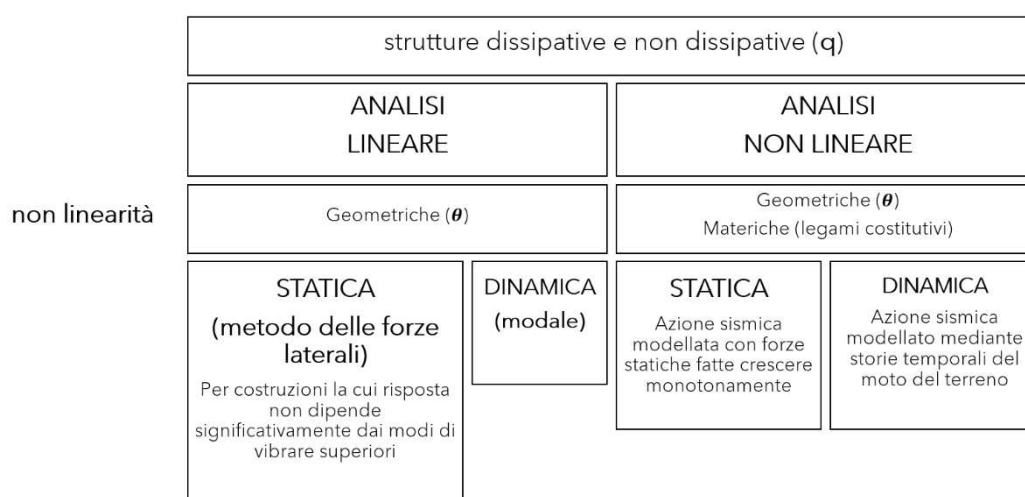 strutture dissipative e non dissipative (q)
ANALISI
LINEARE
ANALISI
NON LINEARE
non linearità
Geometriche (θ)
Geometriche (θ)
Materiche (legami costitutivi)
STATICA
(metodo delle forze
laterali)
Per costruzioni la cui risposta
non dipende
significativamente dai modi di
vibrare superiori
DINAMICA
(modale)
STATICA
Azione sismica
modellata con forze
statiche fatte crescere
monotonamente
DINAMICA
Azione sismica
modellato mediante
storie temporali del
moto del terreno